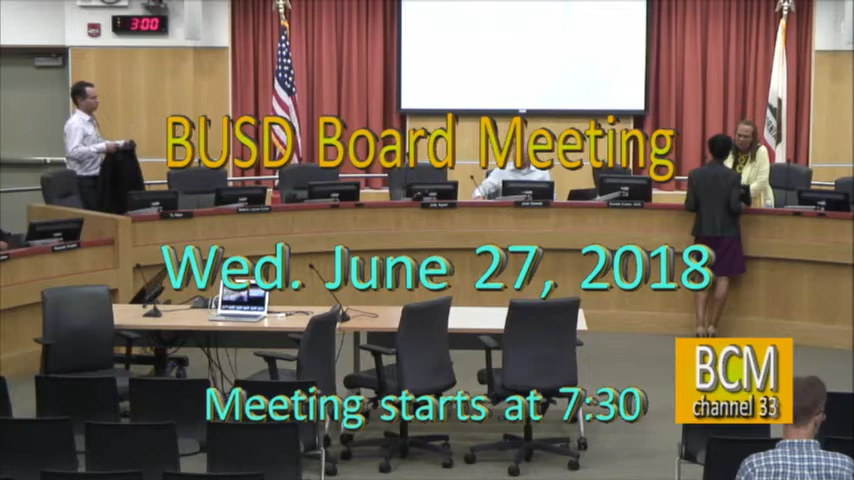 3:00
BUSD Board Meeting
Wed. June 27, 2018
Meeting starts at 7:30
BCM
channel 33